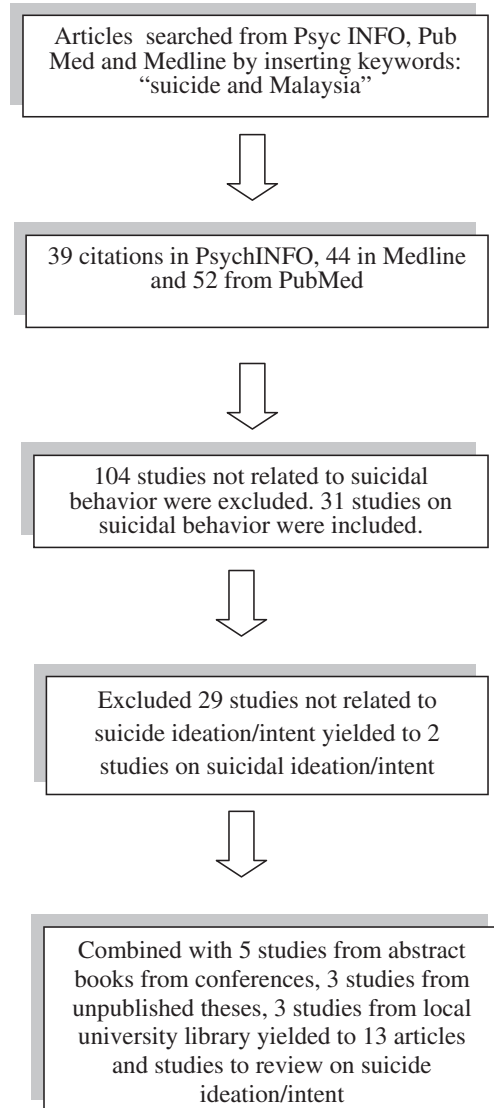 Articles searched from Psyc INFO, Pub
Med and Medline by inserting keywords:
“suicide and Malaysia”
39 citations in PsychINFO, 44 in Medline
and 52 from PubMed
104 studies not related to suicidal
behavior were excluded. 31 studies on
suicidal behavior were included.
Excluded 29 studies not related to
suicide ideation/intent yielded to 2
studies on suicidal ideation/intent
Combined with 5 studies from abstract
books from conferences, 3 studies from
unpublished theses, 3 studies from local
university library yielded to 13 articles
and studies to review on suicide
ideation/intent